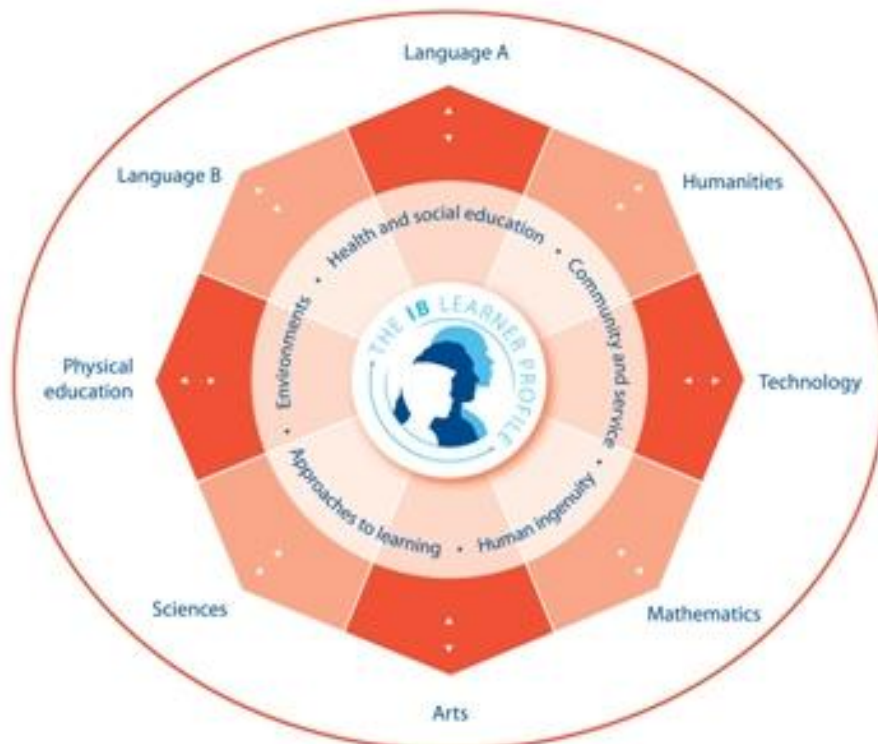 Language A
Language B
Humanities
Health and social education
Community and service
Environments
THE IB LEARNER PROFILE
Physical
education
Technology
Approaches to learning
Human ingenuity
Sciences
Mathematics
Arts